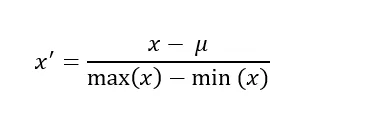 x′ = (x − μ) / (max(x) − min (x))